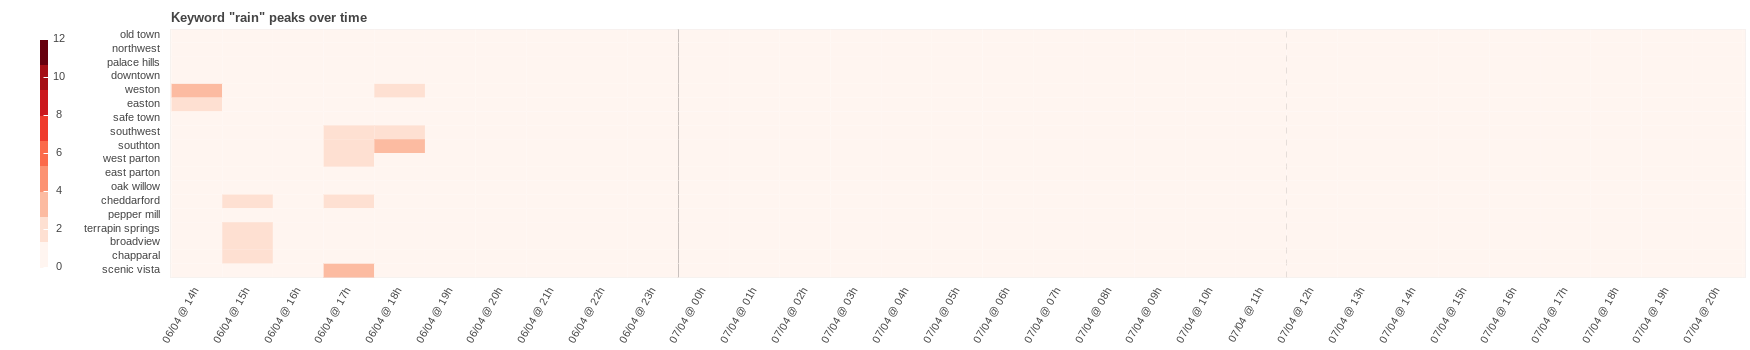 Keyword "rain" peaks over time
12
10
8
6
4
2
0
old town
northwest
palace hills
downtown
weston
easton
safe town
southwest
southton
west parton
east parton
oak willow
cheddarford
pepper mill
terrapin springs
broadview
chapparal
scenic vista
06/04 @ 14h
06/04 @ 15h
06/04 @ 16h
06/04 @ 17h
06/04 @ 18h
06/04 @ 19h
06/04 @ 20h
06/04 @ 21h
06/04 @ 22h
06/04 @ 23h
07/04 @ 00h
07/04 @ 01h
07/04 @ 02h
07/04 @ 03h
07/04 @ 04h
07/04 @ 05h
07/04 @ 06h
07/04 @ 07h
07/04 @ 08h
07/04 @ 09h
07/04 @ 10h
07/04 @ 11h
07/04 @ 12h
07/04 @ 13h
07/04 @ 14h
07/04 @ 15h
07/04 @ 16h
07/04 @ 17h
07/04 @ 18h
07/04 @ 19h
07/04 @ 20h